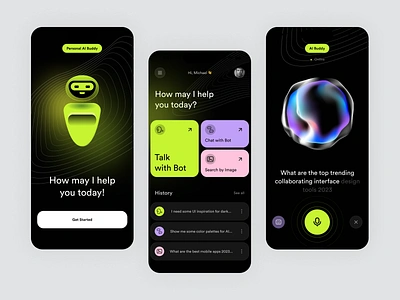 Personal AI Buddy
How may I help
you today!
Get Started
Hi, Michael 👋
How may I help
you today?
Talk
with Bot
Chat with Bot
Search by Image
History
See all
I need some UI inspiration for dark...
Show me some color palettes for AI...
What are the best mobile apps 2023...
AI Buddy
What are the top trending
collaborating interface design
tools 2023